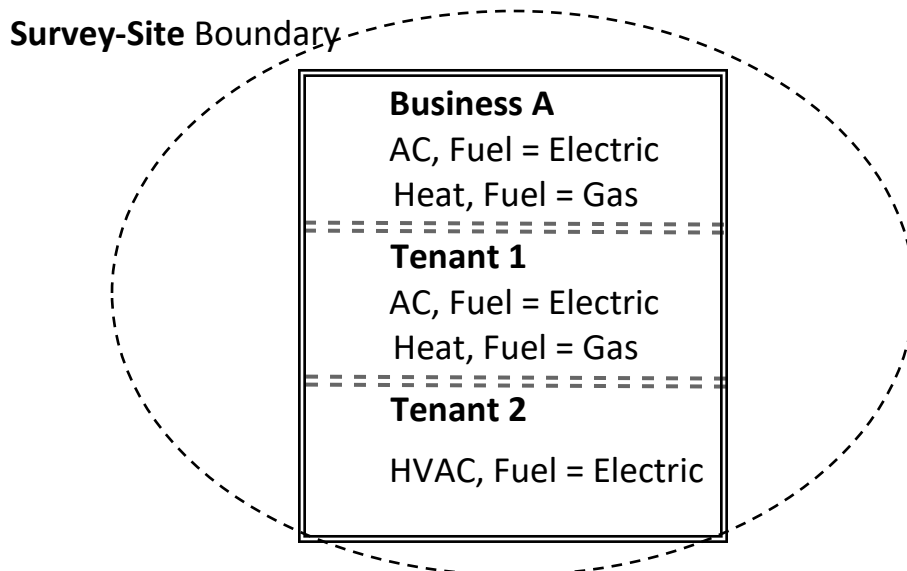 Survey-Site Boundary
Business A
AC, Fuel = Electric
Heat, Fuel = Gas
Tenant 1
AC, Fuel = Electric
Heat, Fuel = Gas
Tenant 2
HVAC, Fuel = Electric